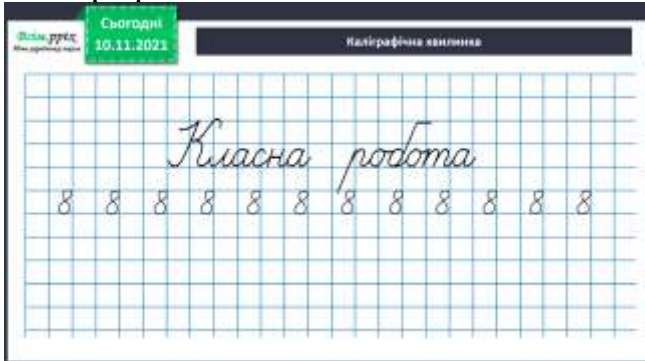 Всім.pptx
Сьогодні
10.11.2021
Каліграфічна хвилинка
Класна робота
8 8 8 8 8 8 8 8 8 8 8 8